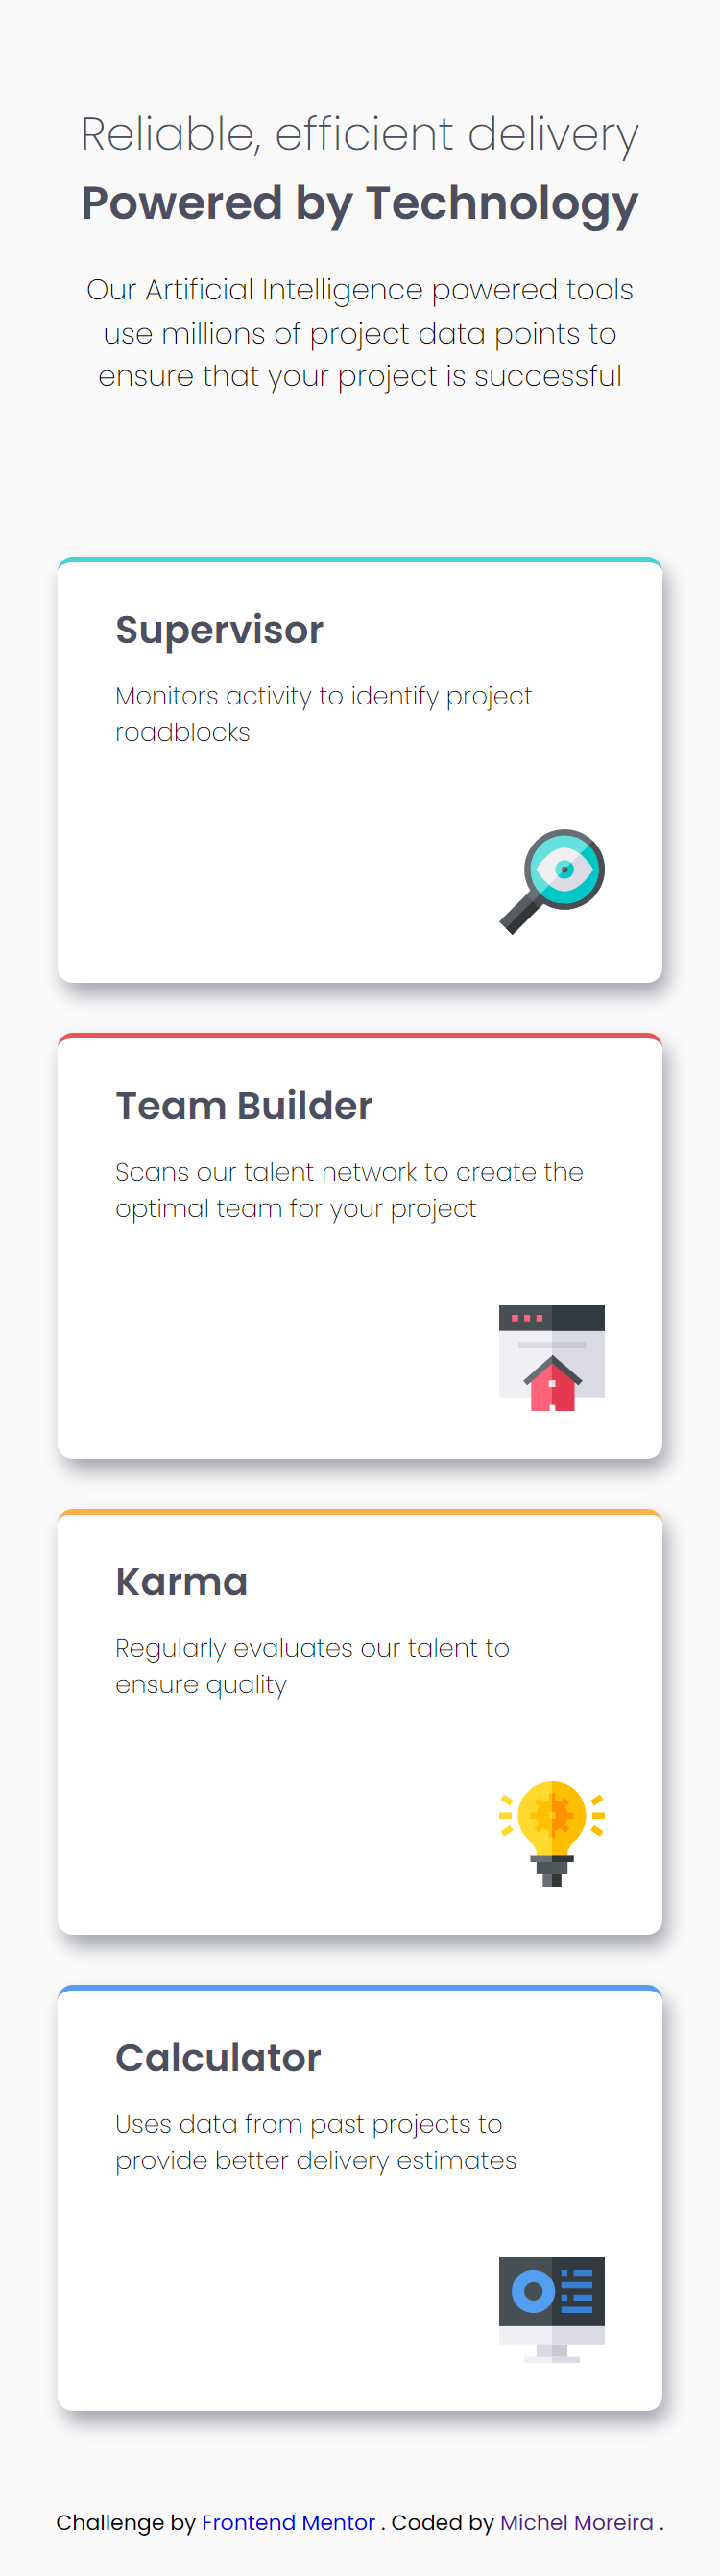 Reliable, efficient delivery
Powered by Technology
Our Artificial Intelligence powered tools
use millions of project data points to
ensure that your project is successful
Supervisor
Monitors activity to identify project
roadblocks
Team Builder
Scans our talent network to create the
optimal team for your project
Karma
Regularly evaluates our talent to
ensure quality
Calculator
Uses data from past projects to
provide better delivery estimates
Challenge by Frontend Mentor . Coded by Michel Moreira .